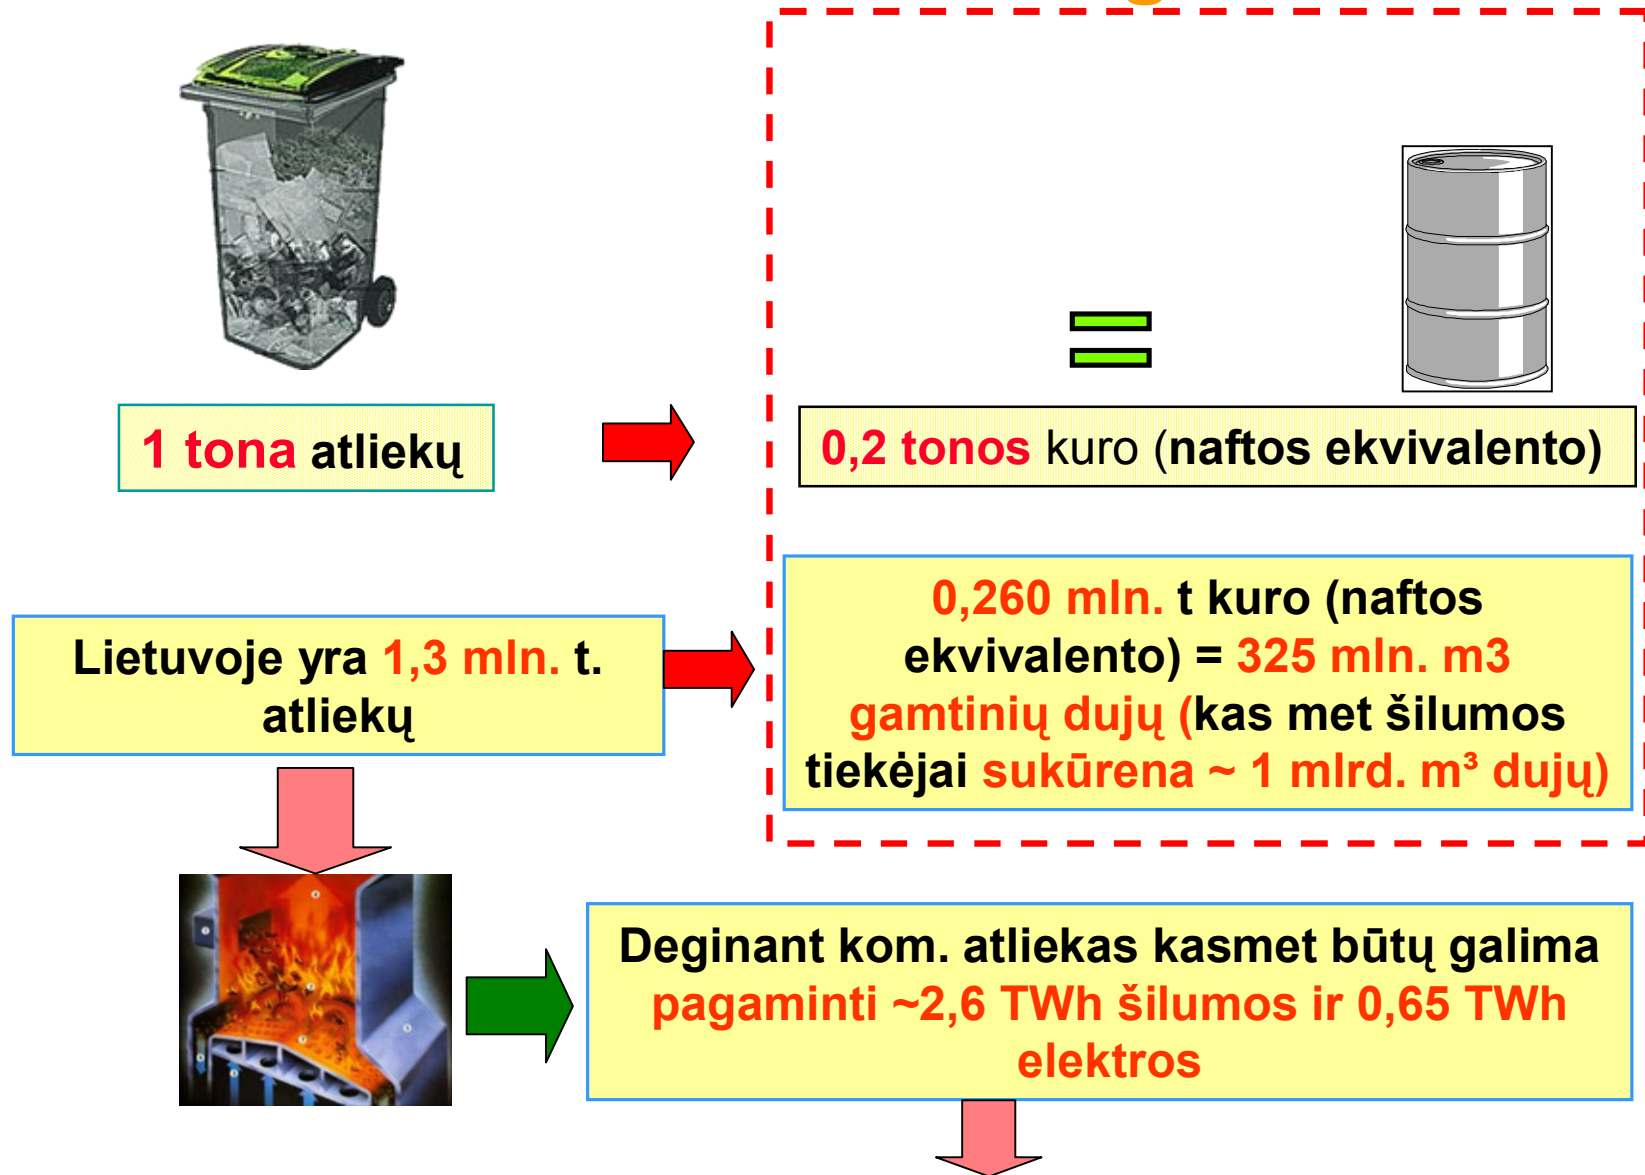 1 tona atliekų
0,2 tonos kuro (naftos ekvivalento)
Lietuvoje yra 1,3 mln. t.
atliekų
0,260 mln. t kuro (naftos
ekvivalento) = 325 mln. m3
gamtinių dujų (kas met šilumos
tiekėjai sukūrena ~ 1 mlrd. m³ dujų)
Deginant kom. atliekas kasmet būtų galima
pagaminti ~2,6 TWh šilumos ir 0,65 TWh
elektros